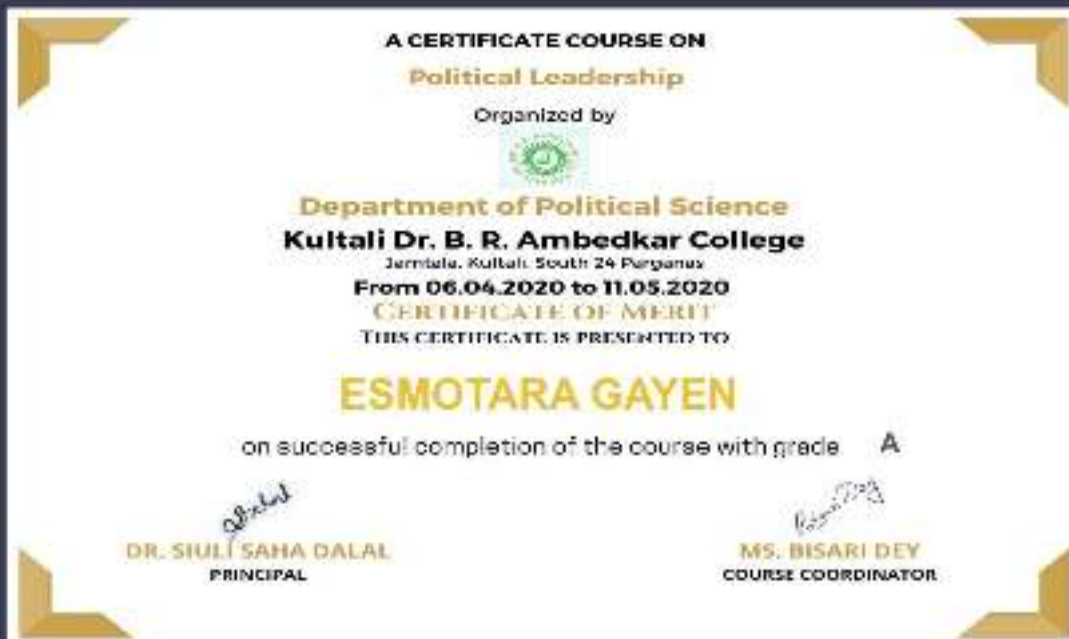 A CERTIFICATE COURSE ON
Political Leadership
Organized by
Department of Political Science
Kultali Dr. B. R. Ambedkar College
Jamtala, Kultali, South 24 Parganas
From 06.04.2020 to 11.05.2020
CERTIFICATE OF MERIT
THIS CERTIFICATE IS PRESENTED TO
ESMOTARA GAYEN
on successful completion of the course with grade A
DR. SIULI SAHA DALAL
PRINCIPAL
MS. BISARI DEY
COURSE COORDINATOR